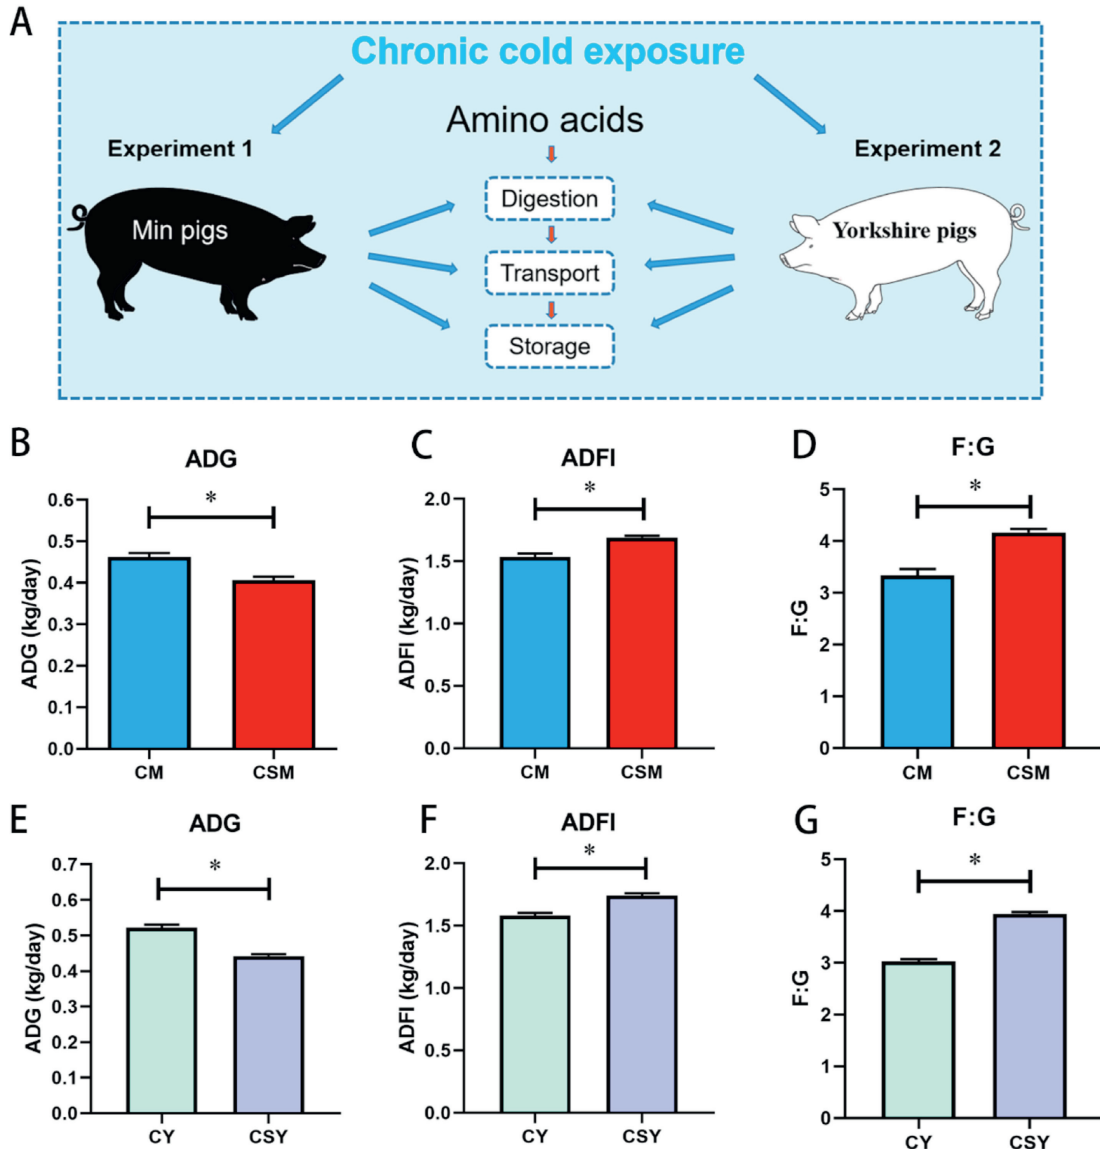 A
Chronic cold exposure
Amino acids
Experiment 1
Experiment 2
Digestion
Min pigs
Yorkshire pigs
Transport
Storage
B
ADG
*
ADG (kg/day)
0.6
0.5
0.4
0.3
0.2
0.1
0.0
CM
CSM
C
ADFI
*
ADFI (kg/day)
2.0
1.5
1.0
0.5
0.0
CM
CSM
D
F:G
*
F:G
5
4
3
2
1
0
CM
CSM
E
ADG
*
ADG (kg/day)
0.7
0.6
0.5
0.4
0.3
0.2
0.1
0.0
CY
CSY
F
ADFI
*
ADFI (kg/day)
2.0
1.5
1.0
0.5
0.0
CY
CSY
G
F:G
*
F:G
5
4
3
2
1
0
CY
CSY